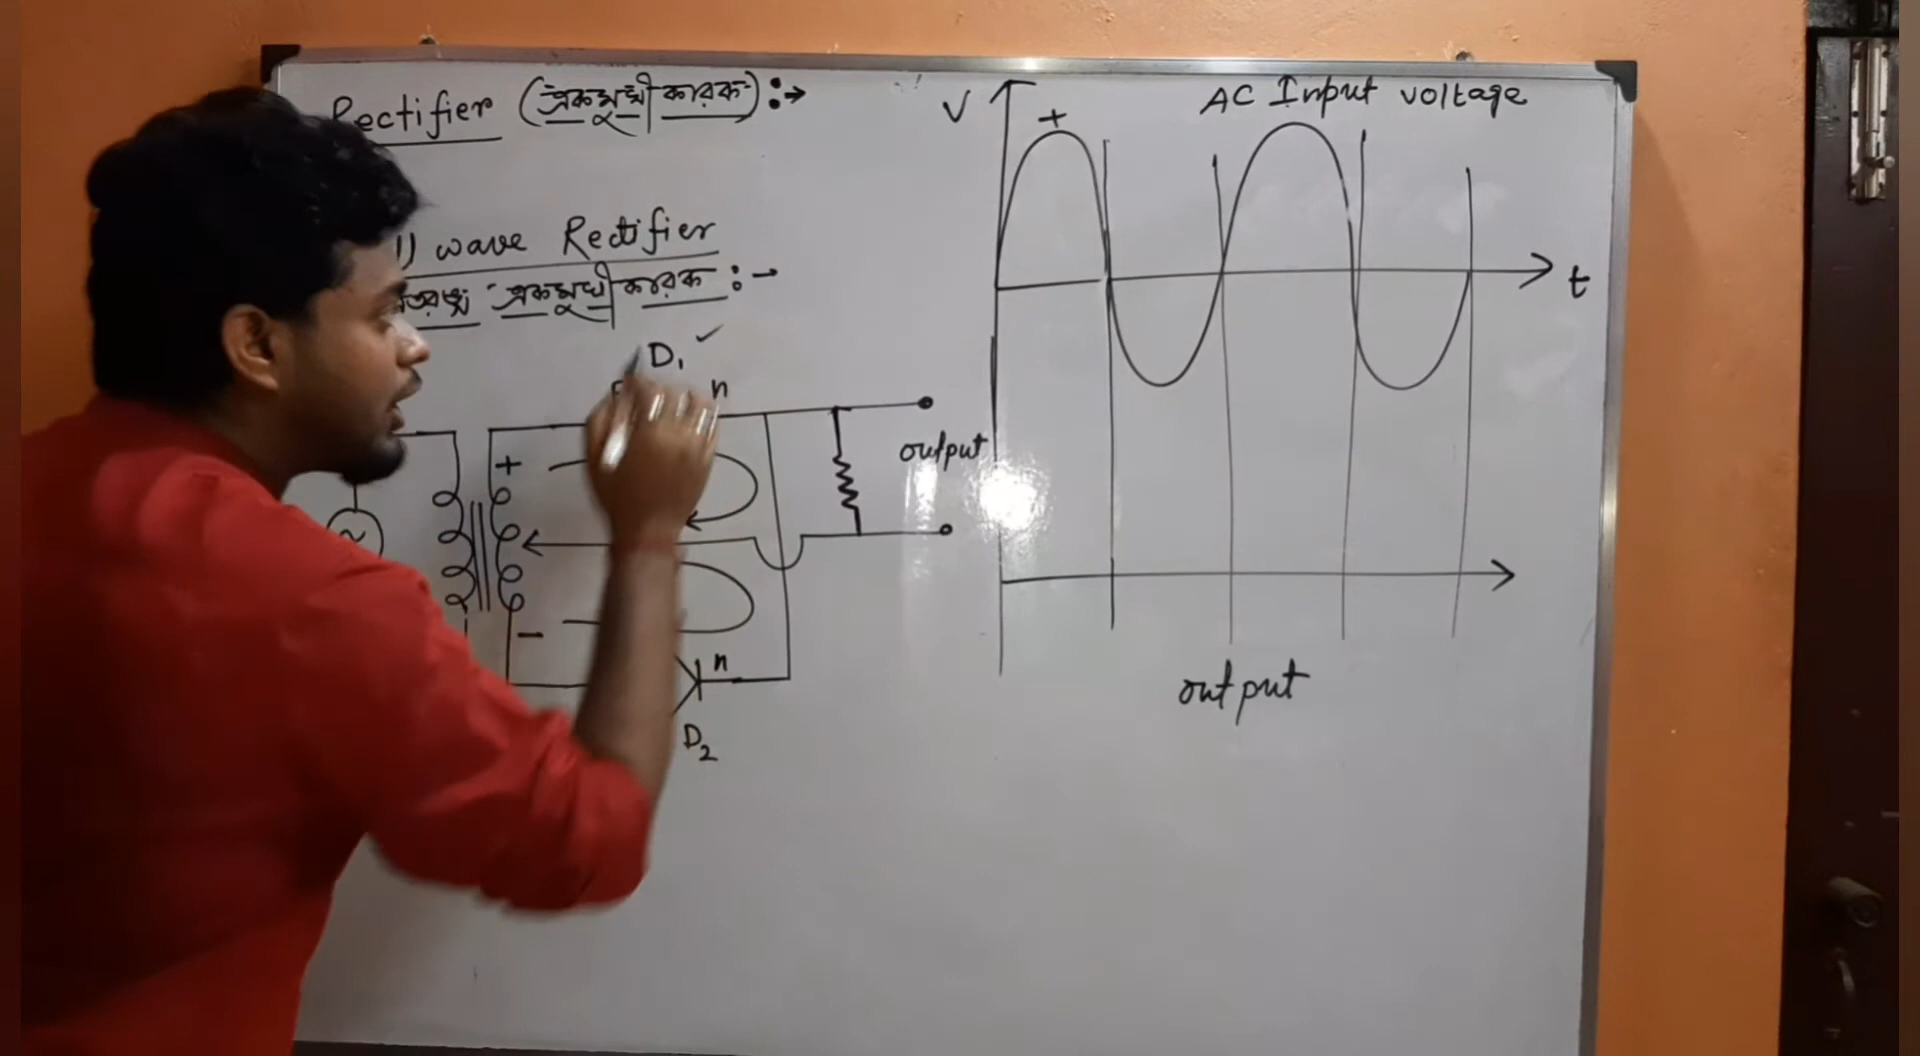 Rectifier (একমুখীকারক):→
wave Rectifier
একমুখীকারক :-
D₁ ✓
n
+
output
-
n
D₂
V
+
AC Input voltage
t
output